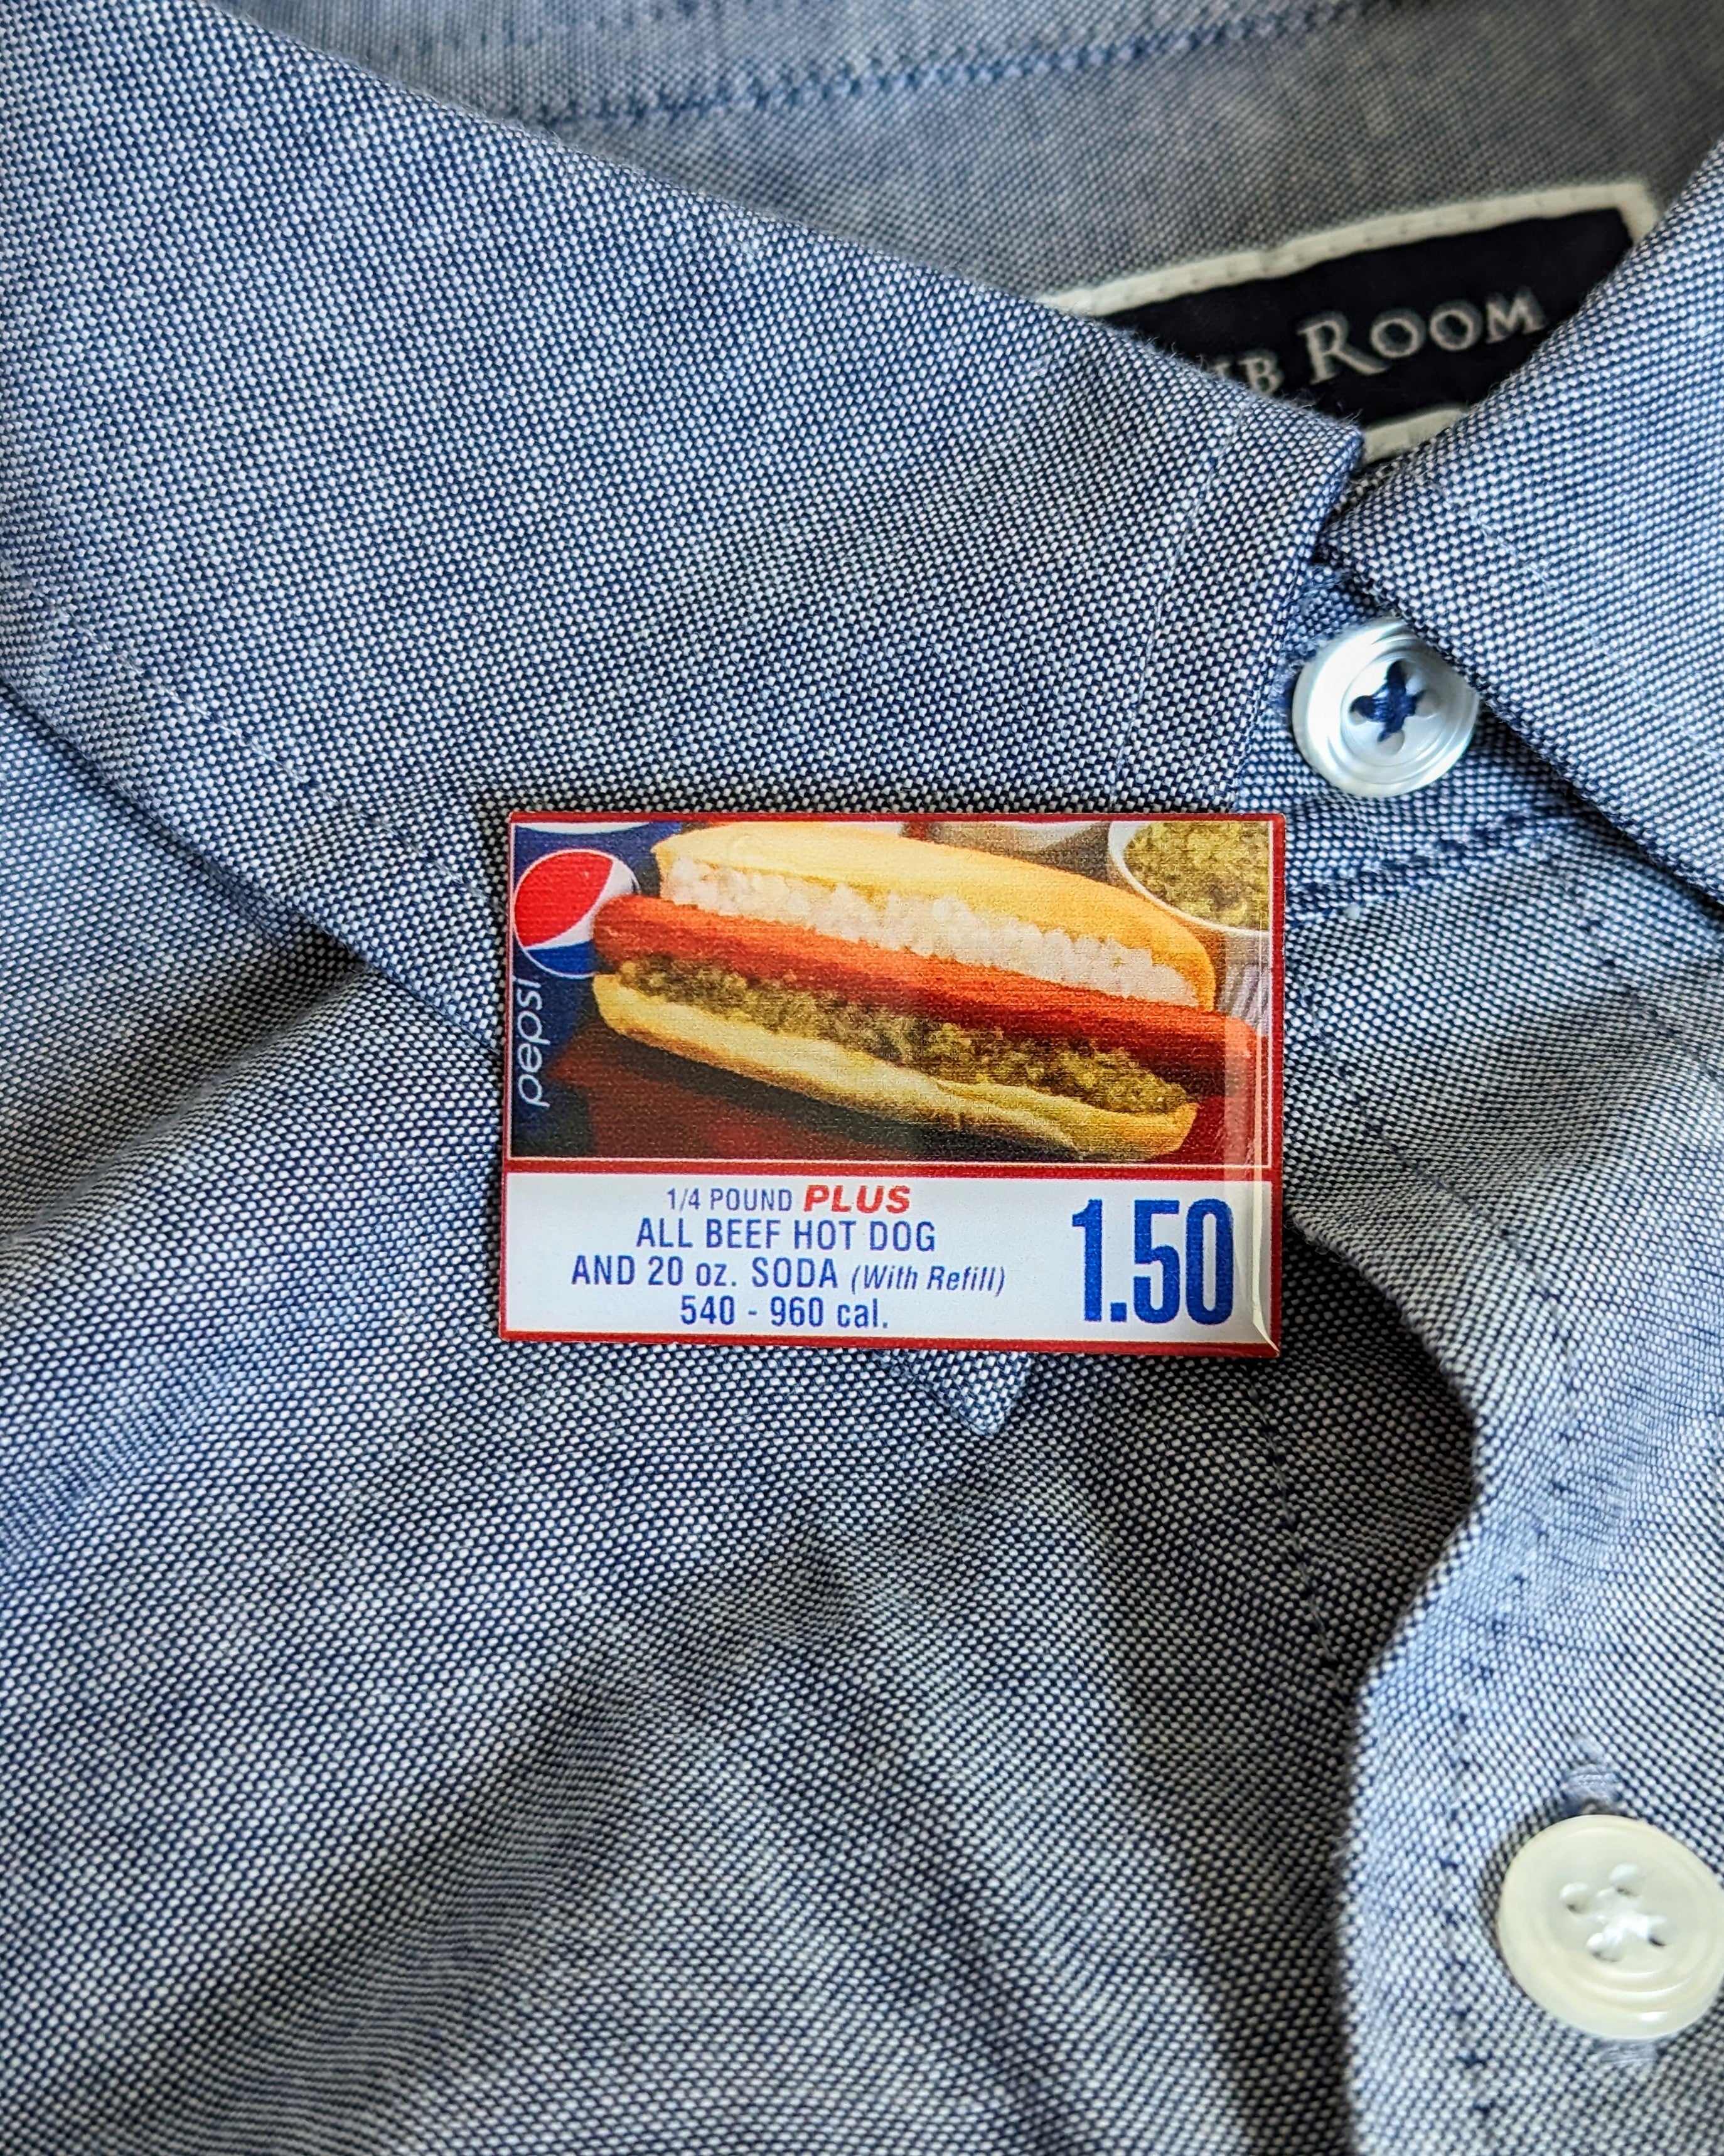 ROOM
pepsi
1/4 POUND PLUS
ALL BEEF HOT DOG
AND 20 oz. SODA (With Refill)
540 - 960 cal.
1.50